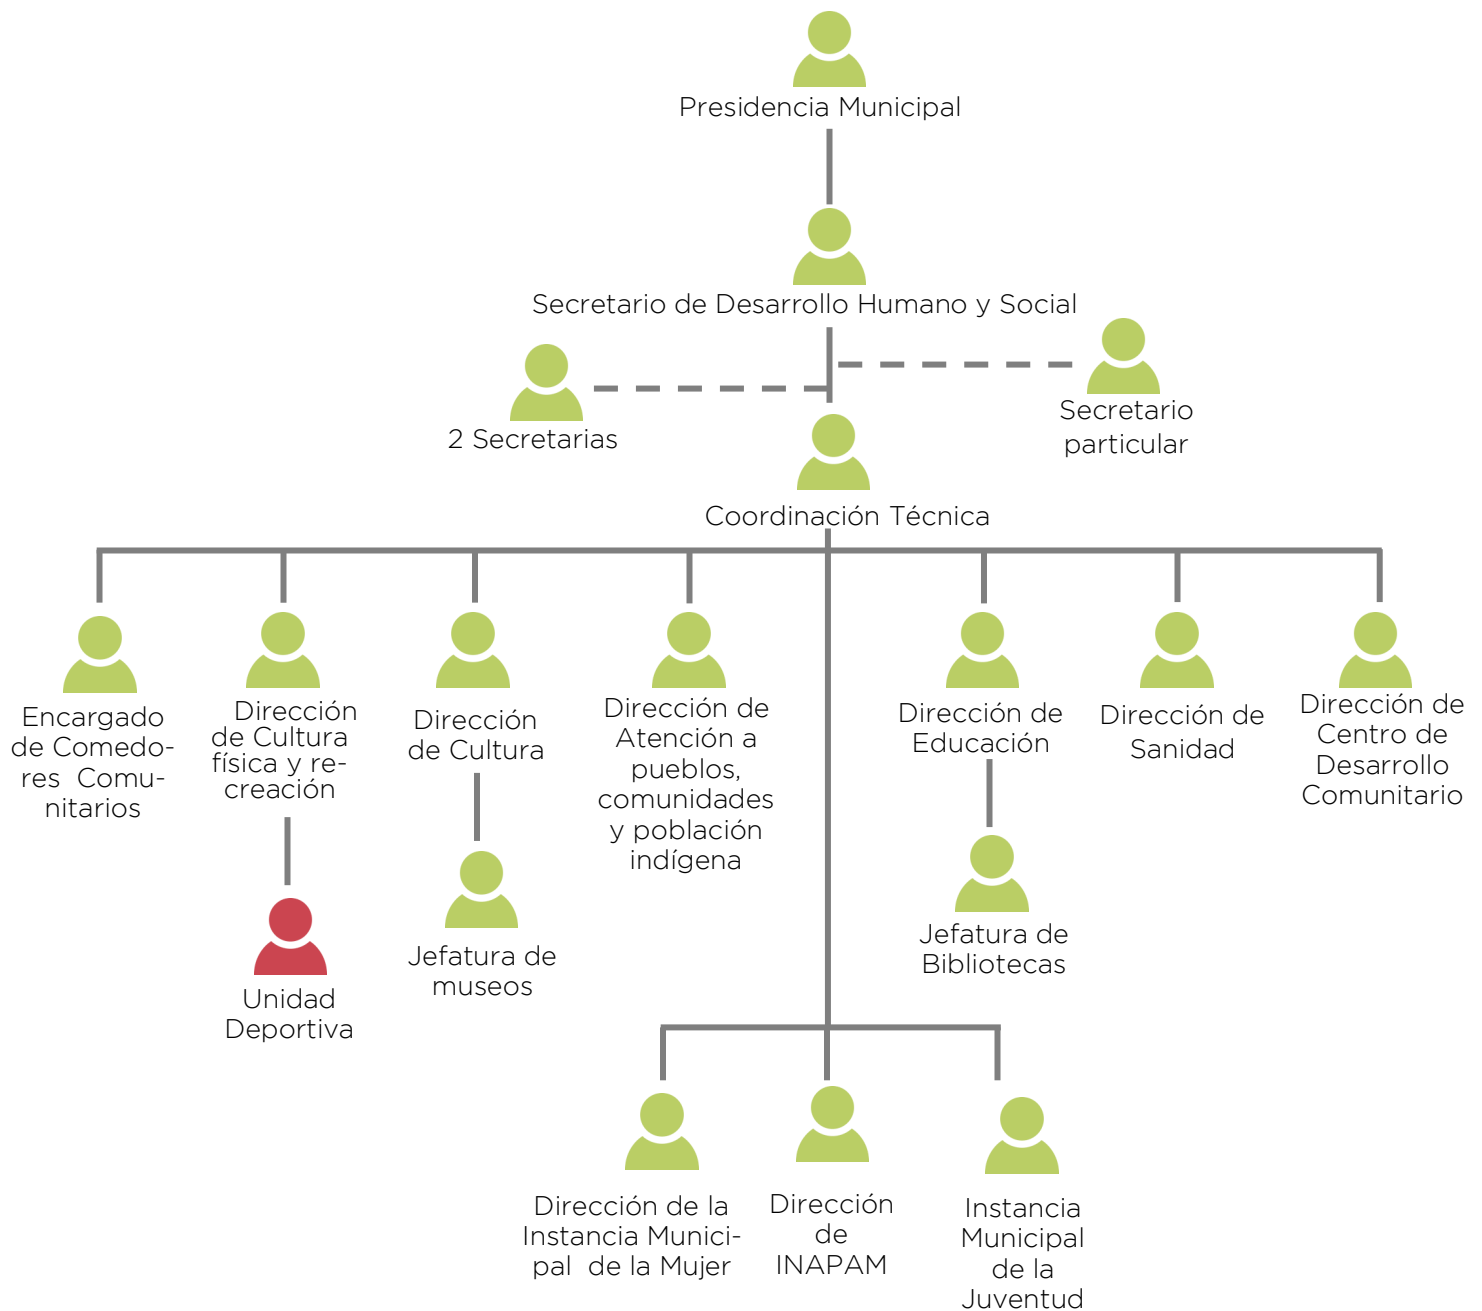 Presidencia Municipal
Secretario de Desarrollo Humano y Social
2 Secretarias
Secretario
particular
Coordinación Técnica
Encargado
de Comedo-
res Comu-
nitarios
Dirección
de Cultura
física y re-
creación
Dirección
de Cultura
Dirección de
Atención a
pueblos,
comunidades
y población
indígena
Dirección de
Educación
Dirección de
Sanidad
Dirección de
Centro de
Desarrollo
Comunitario
Unidad
Deportiva
Jefatura de
museos
Jefatura de
Bibliotecas
Dirección de la
Instancia Munici-
pal de la Mujer
Dirección
de
INAPAM
Instancia
Municipal
de la
Juventud